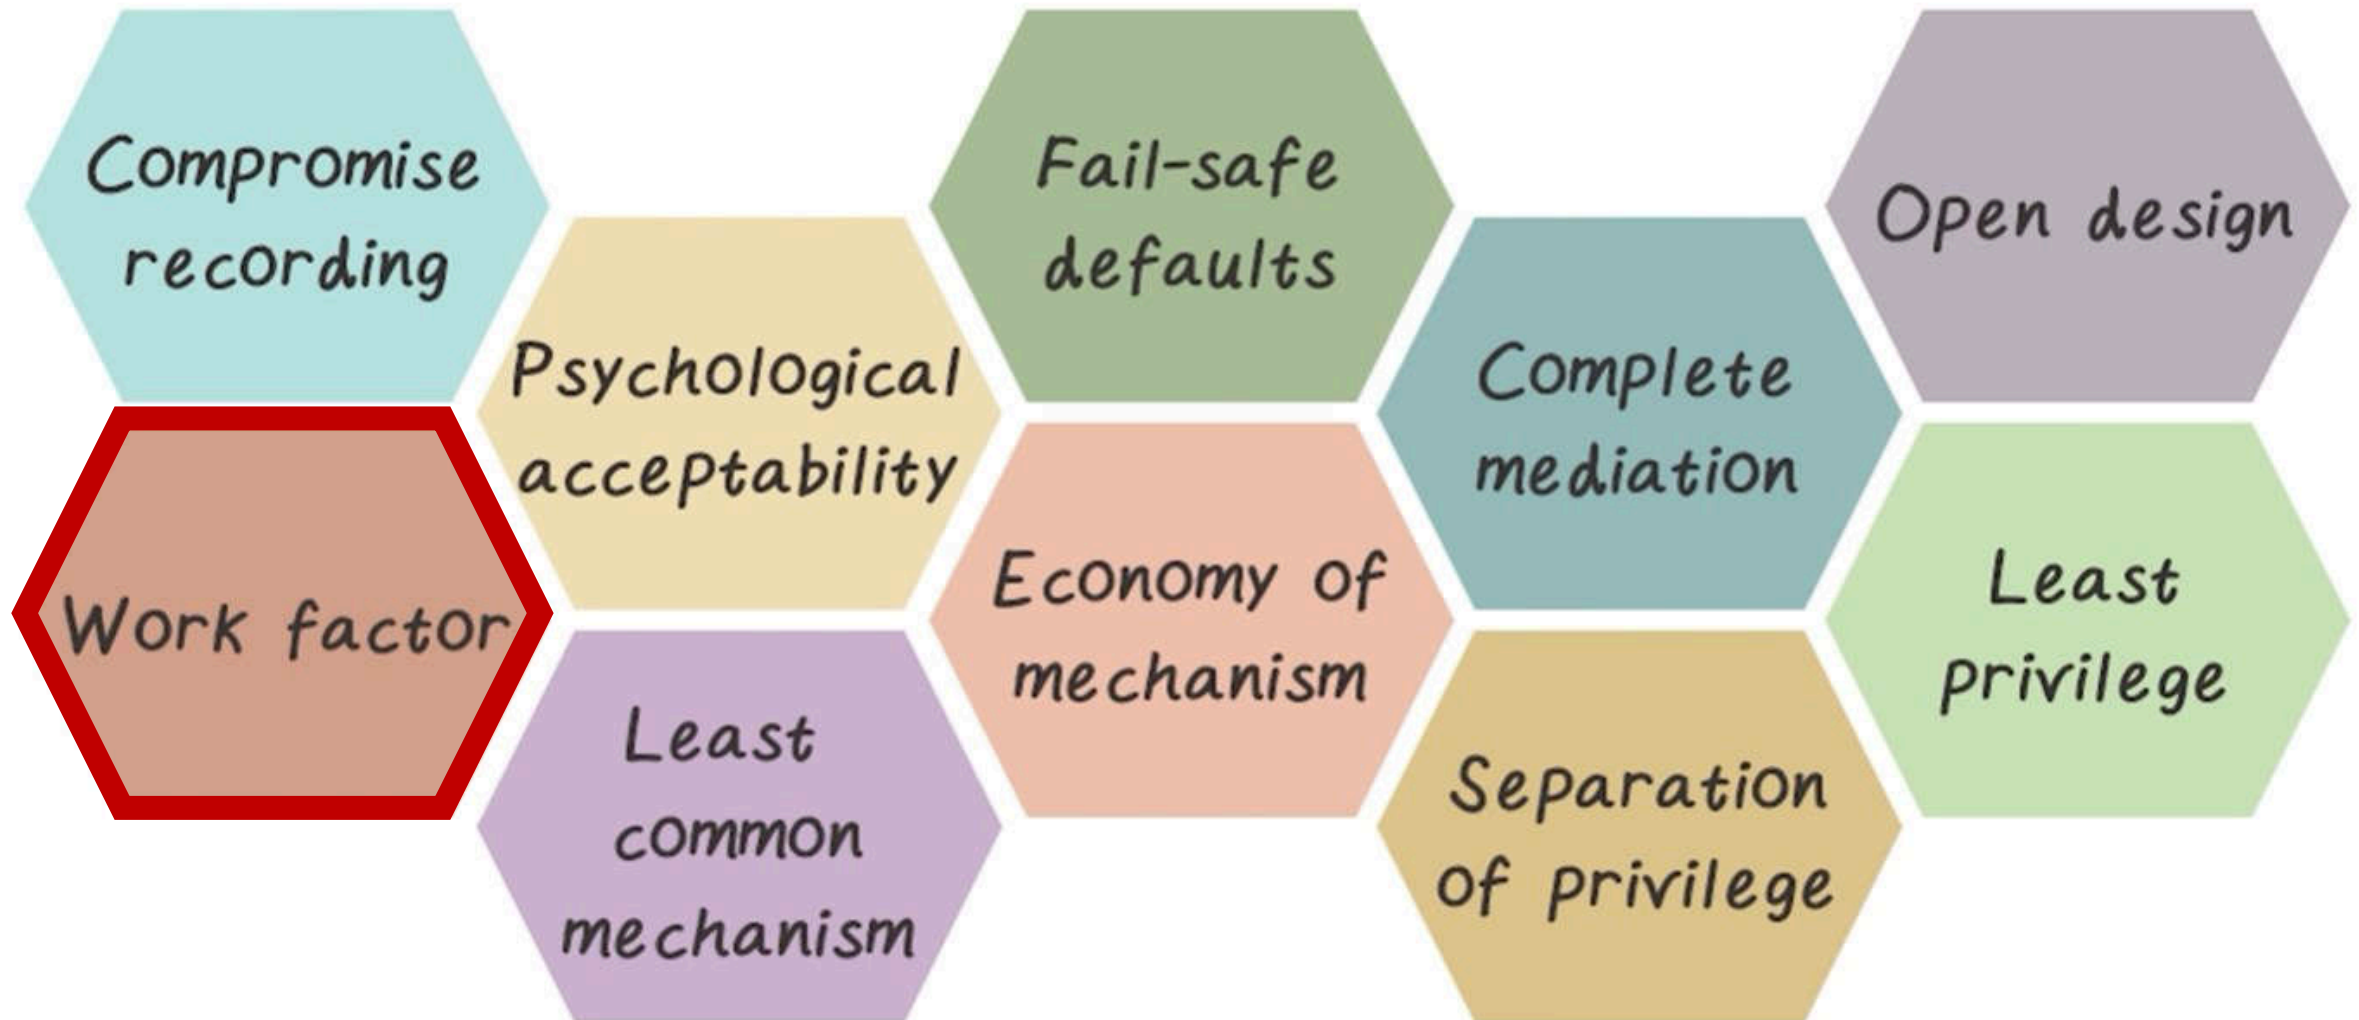 Compromise
recording
Work factor
Psychological
acceptability
Least
common
mechanism
Fail-safe
defaults
Economy of
mechanism
Complete
mediation
Separation
of privilege
Open design
Least
privilege